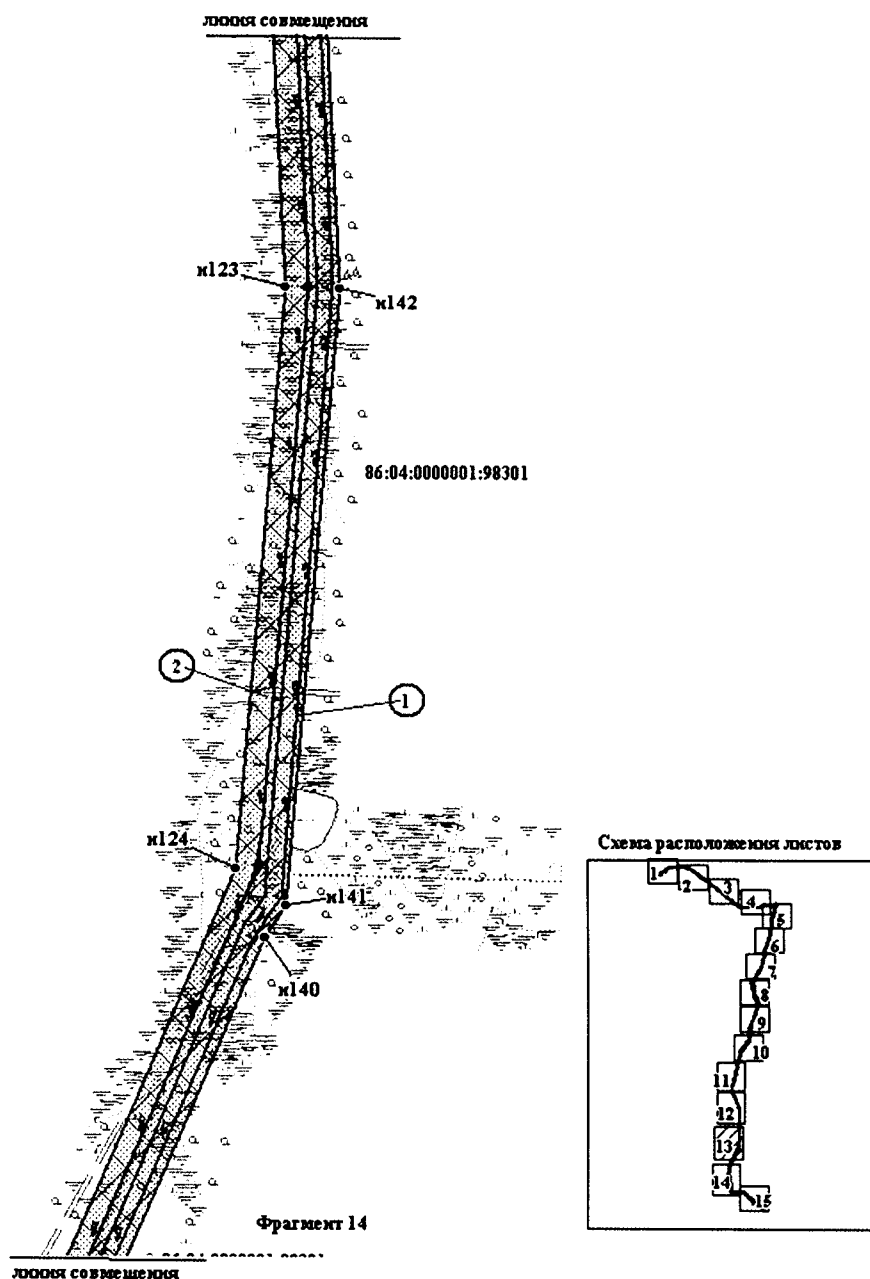 линия совмещения
н123
н142
86:04:0000001:98301
2
1
н124
н141
н140
Схема расположения листов
1
2
3
4
5
6
7
8
9
10
11
12
13
14
15
Фрагмент 14
линия совмещения